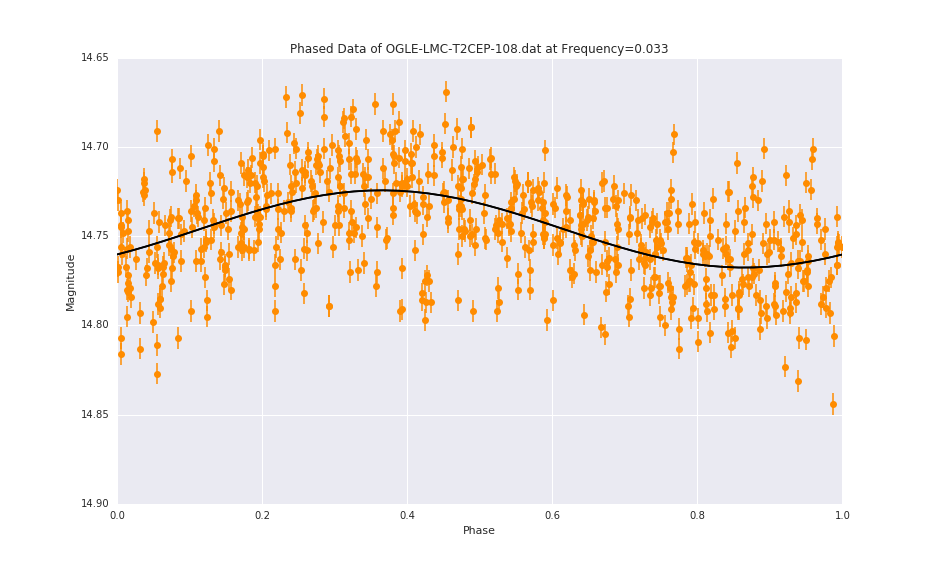 Phased Data of OGLE-LMC-T2CEP-108.dat at Frequency=0.033
14.65
14.70
14.75
14.80
14.85
14.90
Magnitude
0.0 0.2 0.4 0.6 0.8 1.0
Phase